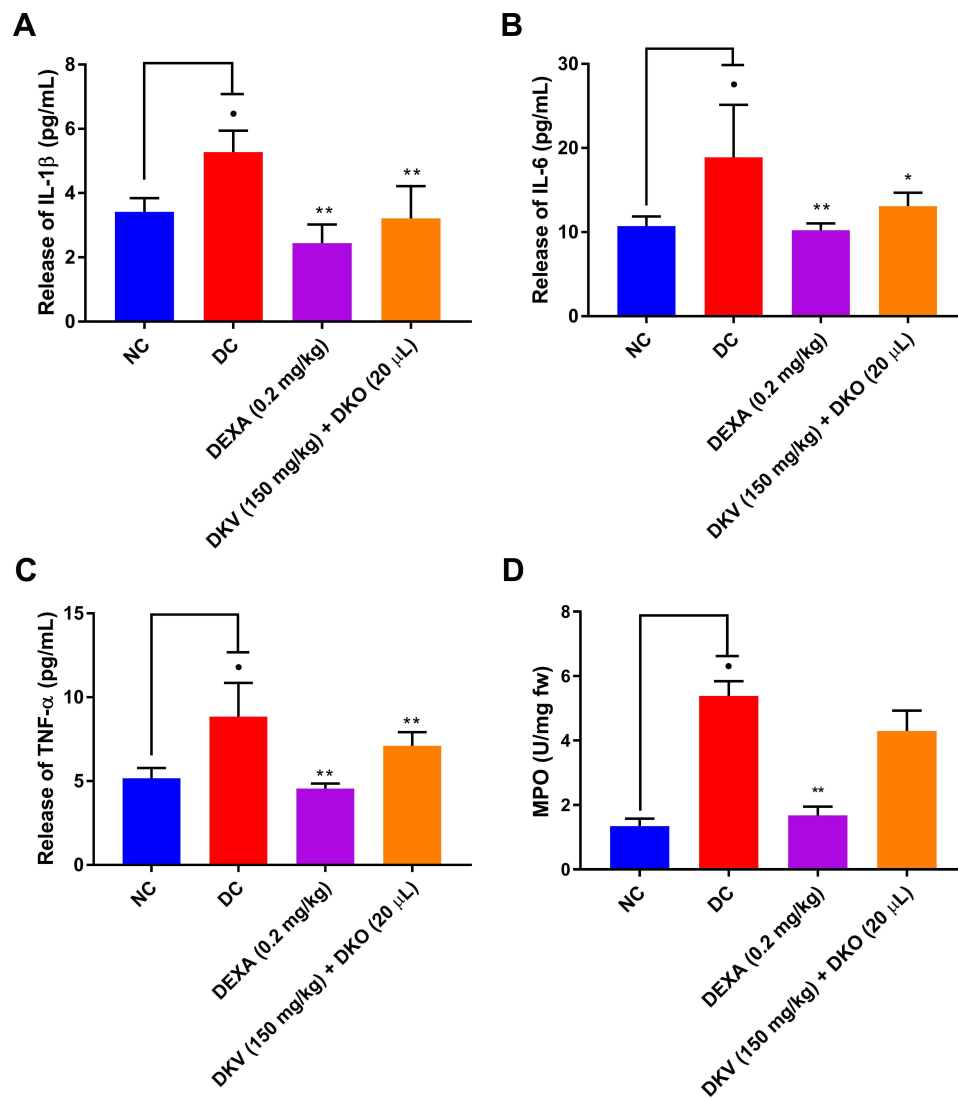 A
Release of IL-1β (pg/mL)
8
6
4
2
0
•
**
**
NC
DC
DEXA (0.2 mg/kg)
DKV (150 mg/kg) + DKO (20 μL)
B
Release of IL-6 (pg/mL)
30
20
10
0
•
**
*
NC
DC
DEXA (0.2 mg/kg)
DKV (150 mg/kg) + DKO (20 μL)
C
Release of TNF-α (pg/mL)
15
10
5
0
•
**
**
NC
DC
DEXA (0.2 mg/kg)
DKV (150 mg/kg) + DKO (20 μL)
D
MPO (U/mg fw)
8
6
4
2
0
•
**
NC
DC
DEXA (0.2 mg/kg)
DKV (150 mg/kg) + DKO (20 μL)